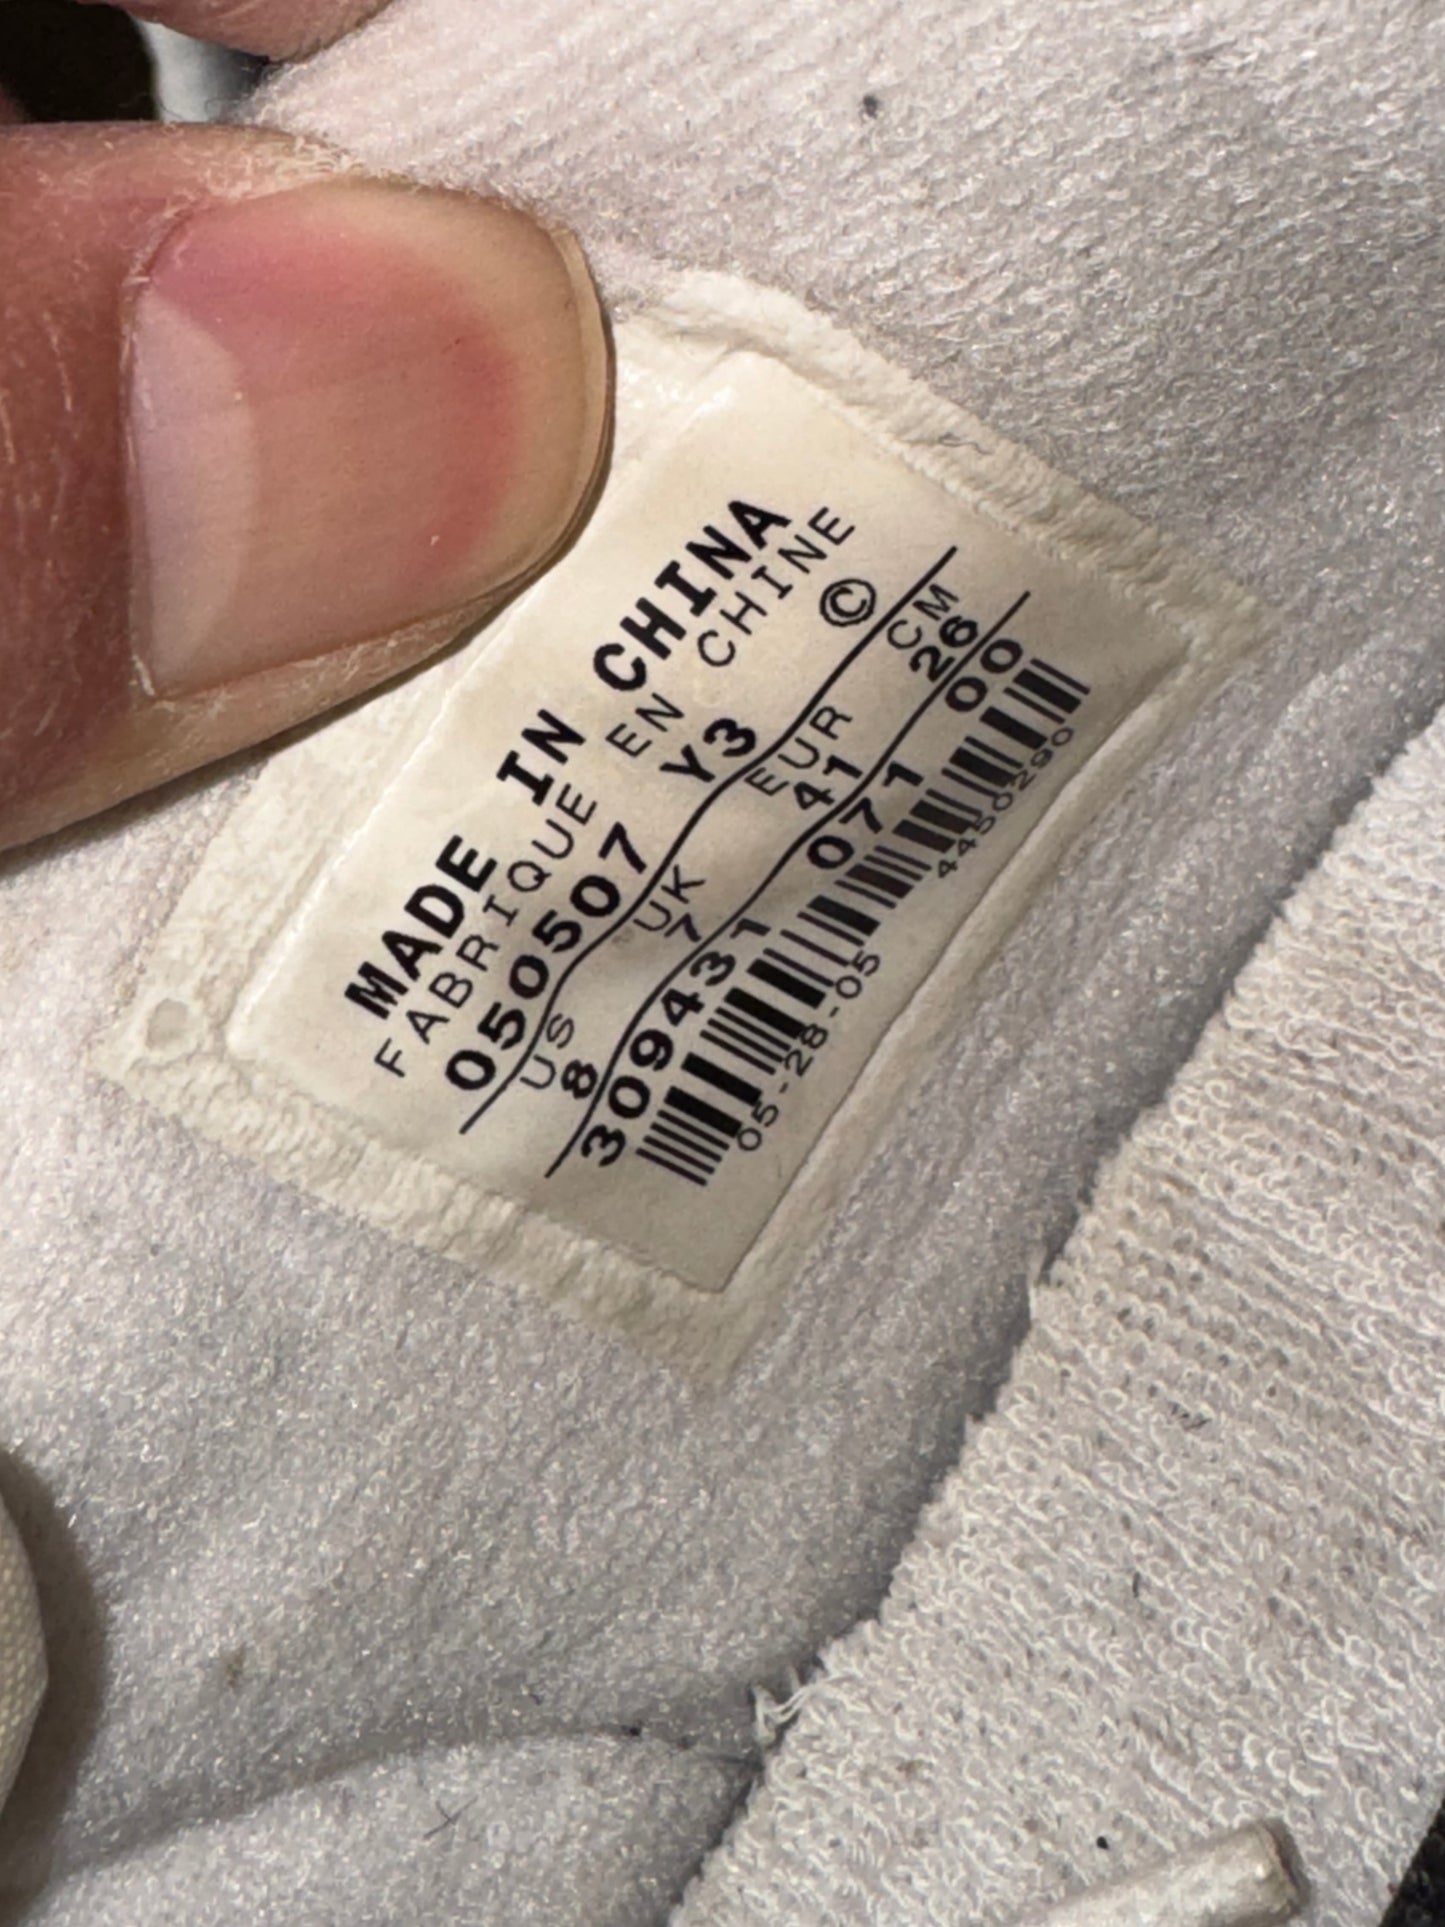 MADE IN CHINA
FABRIQUE EN CHINE
050507 Y3 ©
US UK EUR CM
8 7 41 26
309431 071 00
05-28-05 4450290